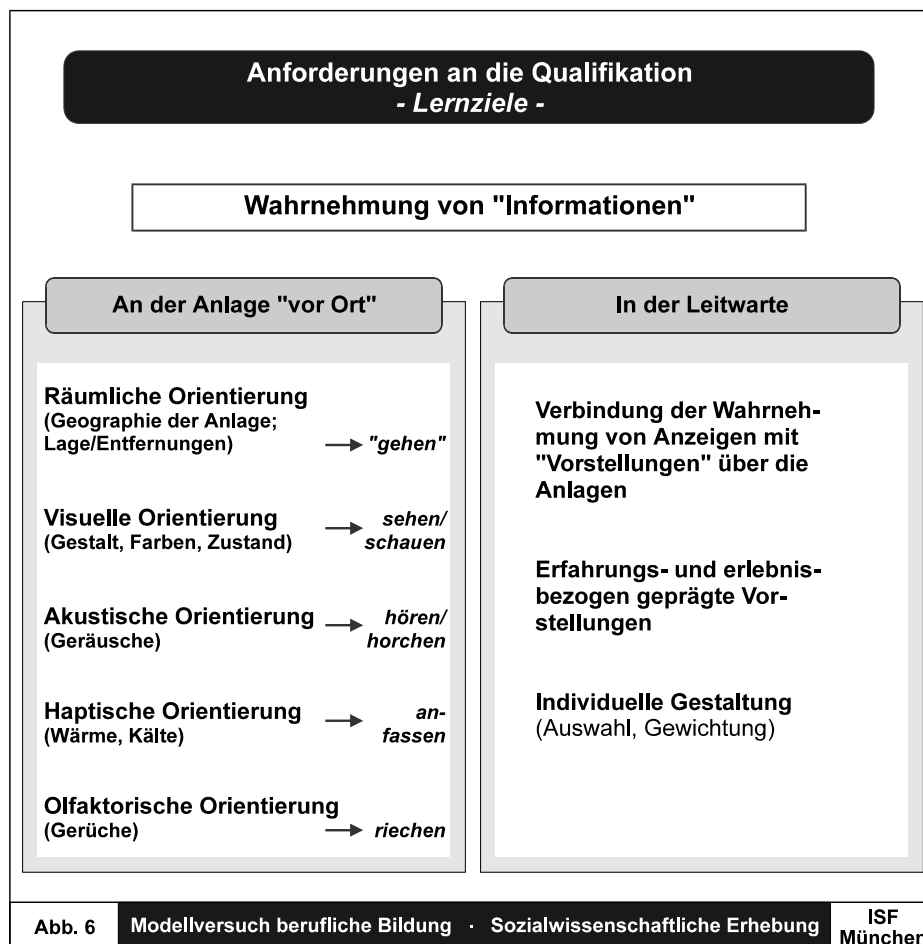 Anforderungen an die Qualifikation
- Lernziele -
Wahrnehmung von "Informationen"
An der Anlage "vor Ort"
Räumliche Orientierung
(Geographie der Anlage;
Lage/Entfernungen) → "gehen"
Visuelle Orientierung → sehen/
(Gestalt, Farben, Zustand) schauen
Akustische Orientierung → hören/
(Geräusche) horchen
Haptische Orientierung → an-
(Wärme, Kälte) fassen
Olfaktorische Orientierung
(Gerüche) → riechen
In der Leitwarte
Verbindung der Wahrneh-
mung von Anzeigen mit
"Vorstellungen" über die
Anlagen
Erfahrungs- und erlebnis-
bezogen geprägte Vor-
stellungen
Individuelle Gestaltung
(Auswahl, Gewichtung)
Abb. 6 Modellversuch berufliche Bildung · Sozialwissenschaftliche Erhebung ISF
München